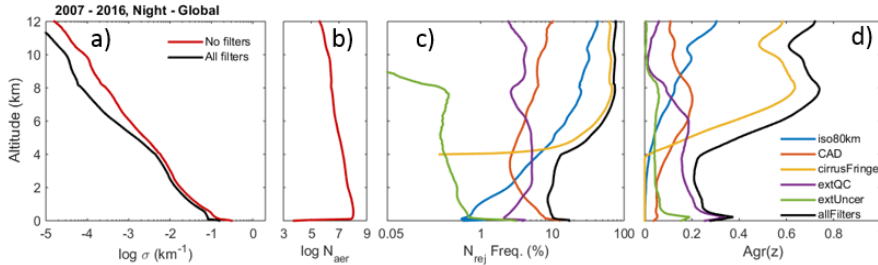 2007 - 2016, Night - Global
a)
b)
c)
d)
No filters
All filters
Altitude (km)
12
10
8
6
4
2
0
-5 -4 -3 -2 -1 0
log σ (km⁻¹)
3 5 7 9
log N_aer
0.05 1 10 100
N_rej Freq. (%)
0 0.2 0.4 0.6 0.8 1
Agr(z)
iso80km
CAD
cirrusFringe
extQC
extUncer
allFilters